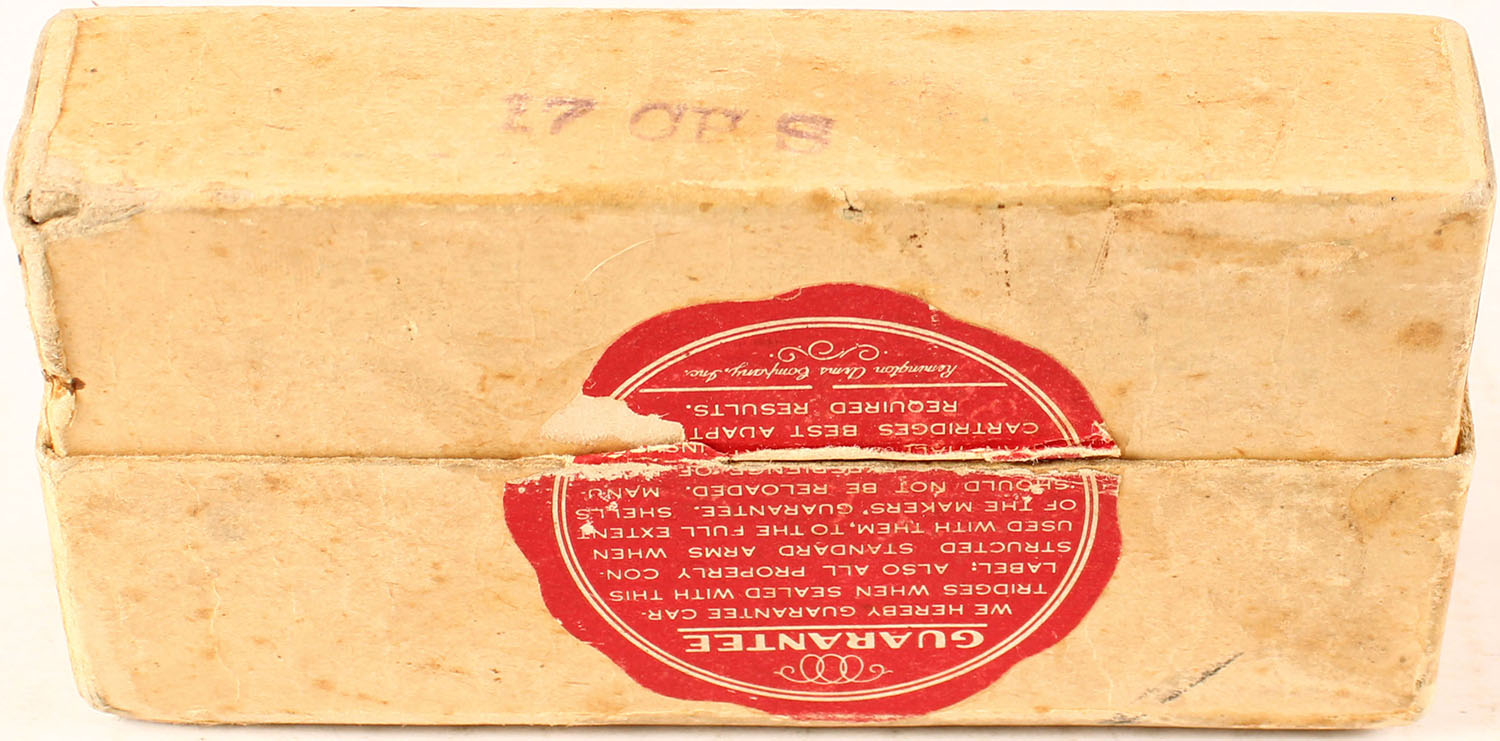 17 S
GUARANTEE
WE HEREBY GUARANTEE CAR-
TRIDGES WHEN SEALED WITH THIS
LABEL; ALSO ALL PROPERLY CON-
STRUCTED STANDARD ARMS WHEN
USED WITH THEM, TO THE FULL EXTENT
OF THE MAKERS' GUARANTEE. SHELLS
SHOULD NOT BE RELOADED. MANU-
OF
CARTRIDGES BEST ADAPT
REQUIRED RESULTS.
Remington Arms Company, Inc.